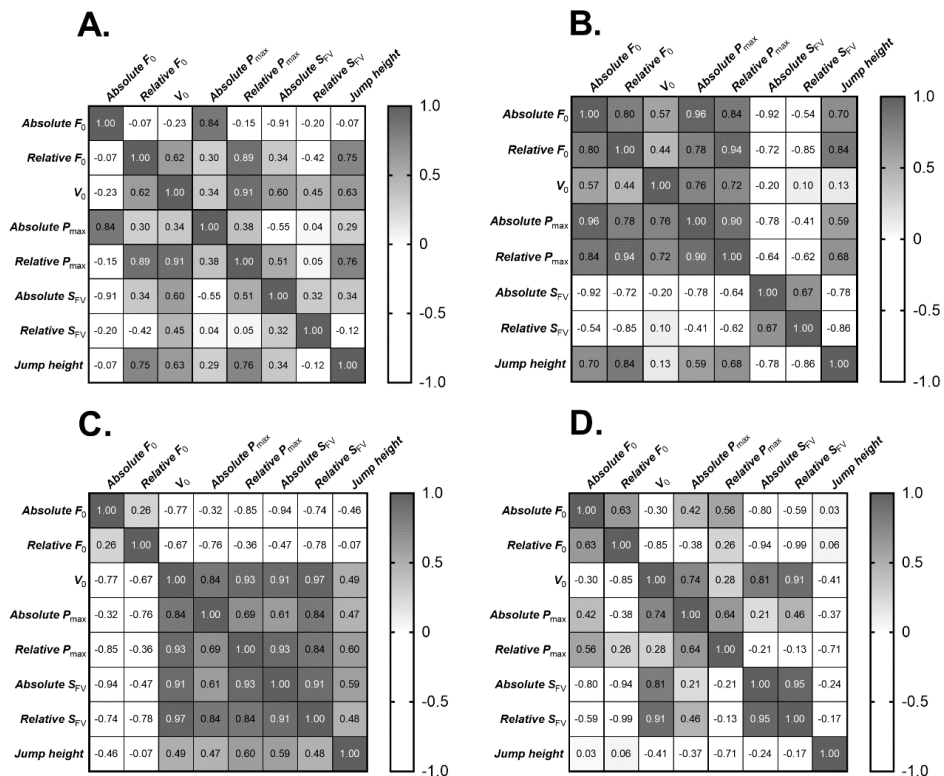 A.
Absolute F0 Relative F0 V0 Absolute Pmax Relative Pmax Absolute SFV Relative SFV Jump height
Absolute F0 1.00 -0.07 -0.23 0.84 -0.15 -0.91 -0.20 -0.07
Relative F0 -0.07 1.00 0.62 0.30 0.89 0.34 -0.42 0.75
V0 -0.23 0.62 1.00 0.34 0.91 0.60 0.45 0.63
Absolute Pmax 0.84 0.30 0.34 1.00 0.38 -0.55 0.04 0.29
Relative Pmax -0.15 0.89 0.91 0.38 1.00 0.51 0.05 0.76
Absolute SFV -0.91 0.34 0.60 -0.55 0.51 1.00 0.32 0.34
Relative SFV -0.20 -0.42 0.45 0.04 0.05 0.32 1.00 -0.12
Jump height -0.07 0.75 0.63 0.29 0.76 0.34 -0.12 1.00
1.0
0.5
0
-0.5
-1.0
B.
Absolute F0 Relative F0 V0 Absolute Pmax Relative Pmax Absolute SFV Relative SFV Jump height
Absolute F0 1.00 0.80 0.57 0.96 0.84 -0.92 -0.54 0.70
Relative F0 0.80 1.00 0.44 0.78 0.94 -0.72 -0.85 0.84
V0 0.57 0.44 1.00 0.76 0.72 -0.20 0.10 0.13
Absolute Pmax 0.96 0.78 0.76 1.00 0.90 -0.78 -0.41 0.59
Relative Pmax 0.84 0.94 0.72 0.90 1.00 -0.64 -0.62 0.68
Absolute SFV -0.92 -0.72 -0.20 -0.78 -0.64 1.00 0.67 -0.78
Relative SFV -0.54 -0.85 0.10 -0.41 -0.62 0.67 1.00 -0.86
Jump height 0.70 0.84 0.13 0.59 0.68 -0.78 -0.86 1.00
1.0
0.5
0
-0.5
-1.0
C.
Absolute F0 Relative F0 V0 Absolute Pmax Relative Pmax Absolute SFV Relative SFV Jump height
Absolute F0 1.00 0.26 -0.77 -0.32 -0.85 -0.94 -0.74 -0.46
Relative F0 0.26 1.00 -0.67 -0.76 -0.36 -0.47 -0.78 -0.07
V0 -0.77 -0.67 1.00 0.84 0.93 0.91 0.97 0.49
Absolute Pmax -0.32 -0.76 0.84 1.00 0.69 0.61 0.84 0.47
Relative Pmax -0.85 -0.36 0.93 0.69 1.00 0.93 0.84 0.60
Absolute SFV -0.94 -0.47 0.91 0.61 0.93 1.00 0.91 0.59
Relative SFV -0.74 -0.78 0.97 0.84 0.84 0.91 1.00 0.48
Jump height -0.46 -0.07 0.49 0.47 0.60 0.59 0.48 1.00
1.0
0.5
0
-0.5
-1.0
D.
Absolute F0 Relative F0 V0 Absolute Pmax Relative Pmax Absolute SFV Relative SFV Jump height
Absolute F0 1.00 0.63 -0.30 0.42 0.56 -0.80 -0.59 0.03
Relative F0 0.63 1.00 -0.85 -0.38 0.26 -0.94 -0.99 0.06
V0 -0.30 -0.85 1.00 0.74 0.28 0.81 0.91 -0.41
Absolute Pmax 0.42 -0.38 0.74 1.00 0.64 0.21 0.46 -0.37
Relative Pmax 0.56 0.26 0.28 0.64 1.00 -0.21 -0.13 -0.71
Absolute SFV -0.80 -0.94 0.81 0.21 -0.21 1.00 0.95 -0.24
Relative SFV -0.59 -0.99 0.91 0.46 -0.13 0.95 1.00 -0.17
Jump height 0.03 0.06 -0.41 -0.37 -0.71 -0.24 -0.17 1.00
1.0
0.5
0
-0.5
-1.0